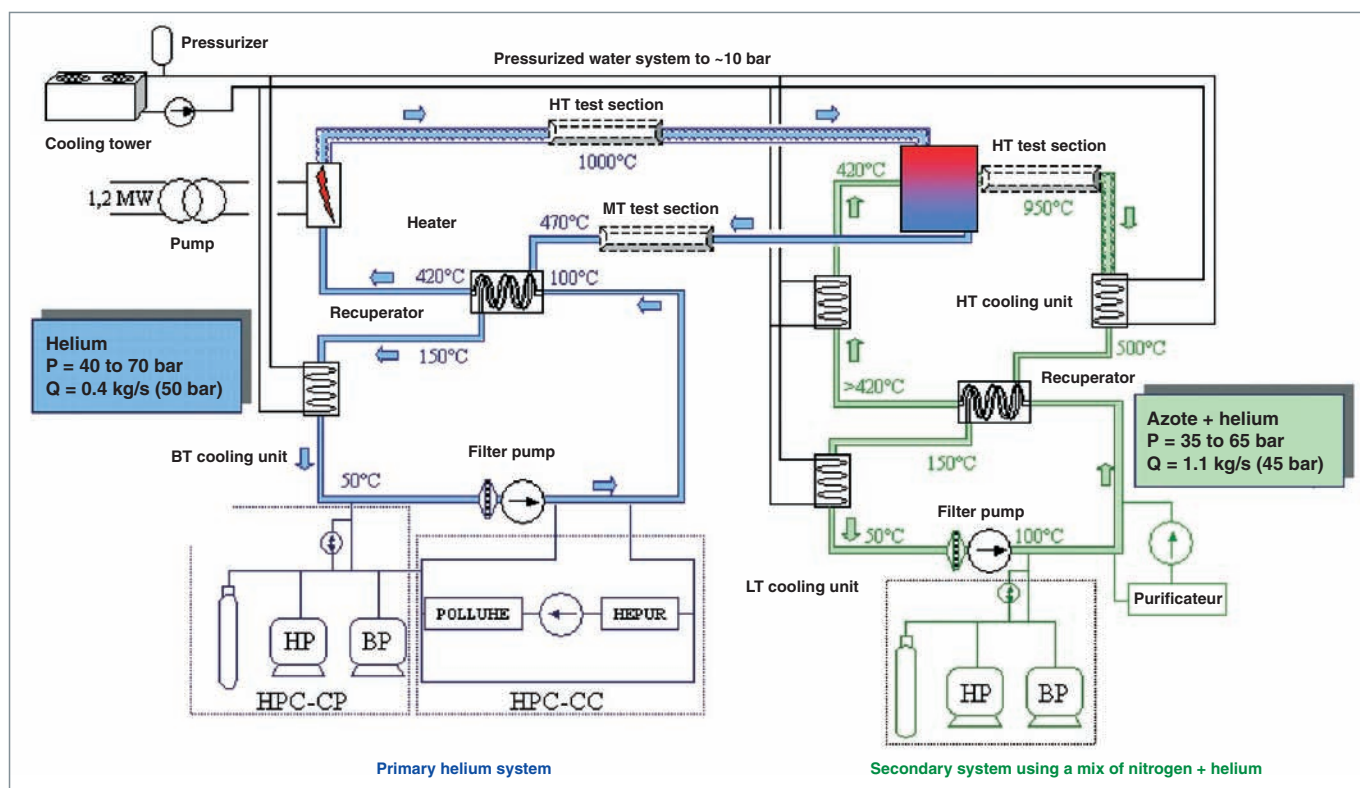 Pressurizer
Pressurized water system to ~10 bar
Cooling tower
HT test section
1000°C
HT test section
420°C
950°C
1,2 MW
Pump
Heater
470°C
MT test section
420°C
100°C
Recuperator
150°C
HT cooling unit
500°C
Helium
P = 40 to 70 bar
Q = 0.4 kg/s (50 bar)
>420°C
Recuperator
Azote + helium
P = 35 to 65 bar
Q = 1.1 kg/s (45 bar)
BT cooling unit
Filter pump
50°C
150°C
Filter pump
50°C
100°C
LT cooling unit
Purificateur
POLLUHE
HEPUR
HP
BP
HPC-CP
HPC-CC
HP
BP
Primary helium system
Secondary system using a mix of nitrogen + helium